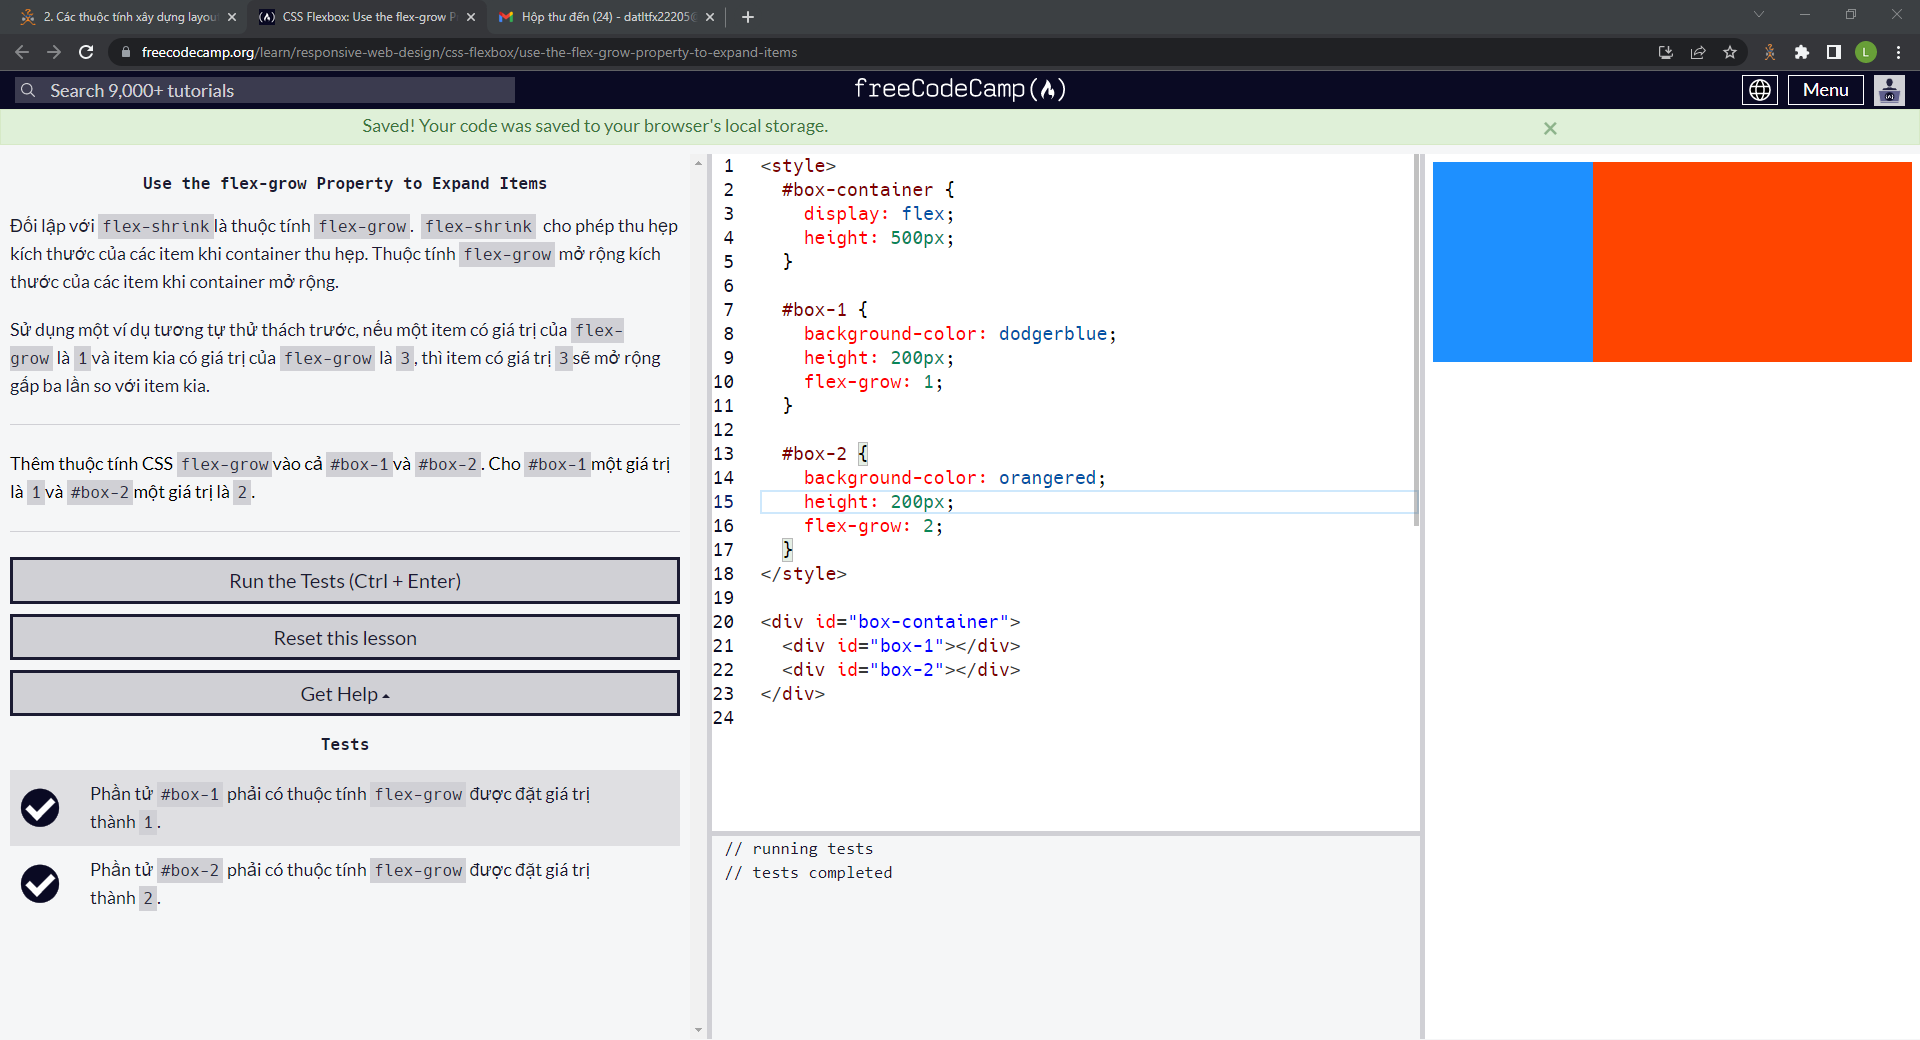 2. Các thuộc tính xây dựng layou
CSS Flexbox: Use the flex-grow P
Hộp thư đến (24) - datltfx22205@
freecodecamp.org/learn/responsive-web-design/css-flexbox/use-the-flex-grow-property-to-expand-items
L
Search 9,000+ tutorials
freeCodeCamp
Menu
Saved! Your code was saved to your browser's local storage.
Use the flex-grow Property to Expand Items
Đối lập với flex-shrink là thuộc tính flex-grow. flex-shrink cho phép thu hẹp
kích thước của các item khi container thu hẹp. Thuộc tính flex-grow mở rộng kích
thước của các item khi container mở rộng.
Sử dụng một ví dụ tương tự thử thách trước, nếu một item có giá trị của flex-
grow là 1 và item kia có giá trị của flex-grow là 3, thì item có giá trị 3 sẽ mở rộng
gấp ba lần so với item kia.
Thêm thuộc tính CSS flex-grow vào cả #box-1 và #box-2. Cho #box-1 một giá trị
là 1 và #box-2 một giá trị là 2.
Run the Tests (Ctrl + Enter)
Reset this lesson
Get Help
Tests
Phần tử #box-1 phải có thuộc tính flex-grow được đặt giá trị
thành 1.
Phần tử #box-2 phải có thuộc tính flex-grow được đặt giá trị
thành 2.
1 <style>
2 #box-container {
3 display: flex;
4 height: 500px;
5 }
6
7 #box-1 {
8 background-color: dodgerblue;
9 height: 200px;
10 flex-grow: 1;
11 }
12
13 #box-2 {
14 background-color: orangered;
15 height: 200px;
16 flex-grow: 2;
17 }
18 </style>
19
20 <div id="box-container">
21 <div id="box-1"></div>
22 <div id="box-2"></div>
23 </div>
24
// running tests
// tests completed